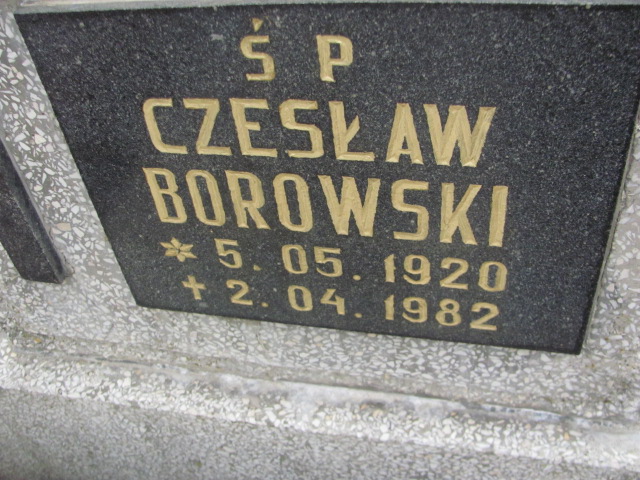 Ś P
CZESŁAW
BOROWSKI
* 5. 05. 1920
† 2. 04. 1982